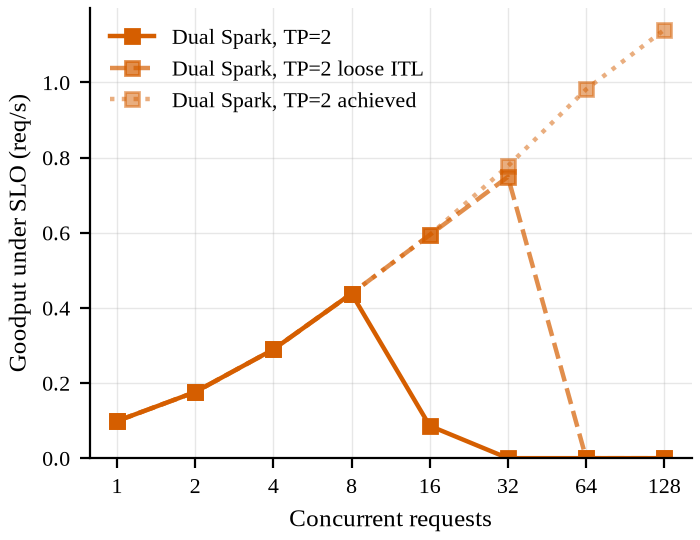 Dual Spark, TP=2
Dual Spark, TP=2 loose ITL
Dual Spark, TP=2 achieved
Goodput under SLO (req/s)
1.0
0.8
0.6
0.4
0.2
0.0
1 2 4 8 16 32 64 128
Concurrent requests